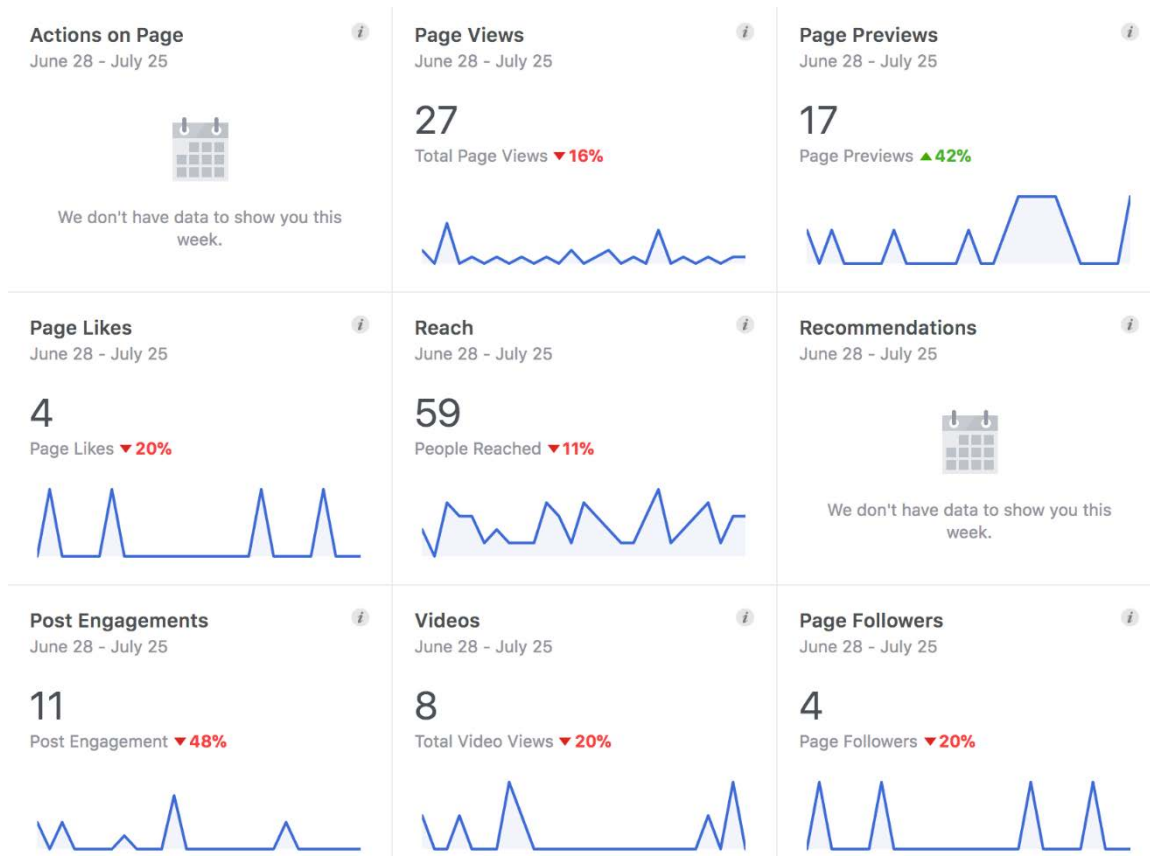 Actions on Page
June 28 - July 25
We don't have data to show you this
week.
Page Views
June 28 - July 25
27
Total Page Views ▼ 16%
Page Previews
June 28 - July 25
17
Page Previews ▲ 42%
Page Likes
June 28 - July 25
4
Page Likes ▼ 20%
Reach
June 28 - July 25
59
People Reached ▼ 11%
Recommendations
June 28 - July 25
We don't have data to show you this
week.
Post Engagements
June 28 - July 25
11
Post Engagement ▼ 48%
Videos
June 28 - July 25
8
Total Video Views ▼ 20%
Page Followers
June 28 - July 25
4
Page Followers ▼ 20%